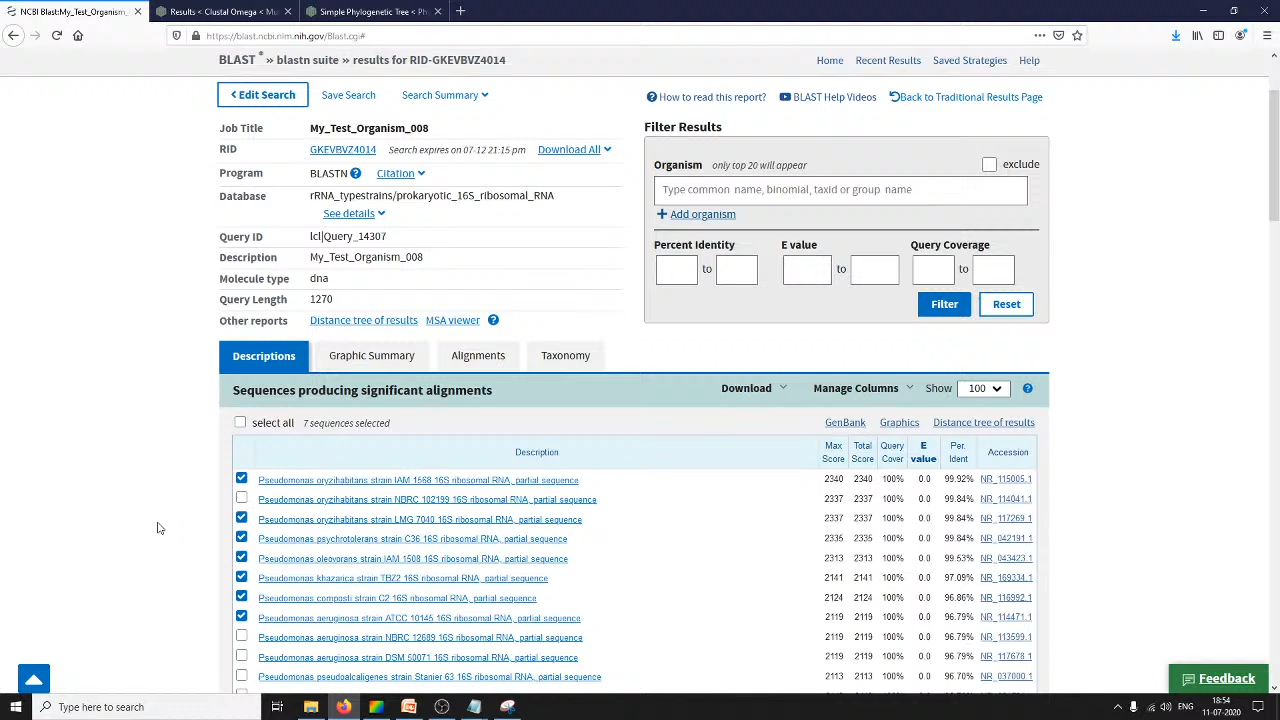 NCBI Blast:My_Test_Organism_
Results < Clustal Omega < Mu
Simple Phylogenetic Tree < Ph
https://blast.ncbi.nlm.nih.gov/Blast.cgi#
BLAST ® » blastn suite » results for RID-GKEVBVZ4014
Home Recent Results Saved Strategies Help
Edit Search Save Search Search Summary
How to read this report? BLAST Help Videos Back to Traditional Results Page
Job Title My_Test_Organism_008
RID GKEVBVZ4014 Search expires on 07-12 21:15 pm Download All
Program BLASTN Citation
Database rRNA_typestrains/prokaryotic_16S_ribosomal_RNA
See details
Query ID lcl|Query_14307
Description My_Test_Organism_008
Molecule type dna
Query Length 1270
Other reports Distance tree of results MSA viewer
Filter Results
Organism only top 20 will appear exclude
Type common name, binomial, taxid or group name
Add organism
Percent Identity E value Query Coverage
to to to
Filter Reset
Descriptions Graphic Summary Alignments Taxonomy
Sequences producing significant alignments Download Manage Columns Show 100
select all 7 sequences selected GenBank Graphics Distance tree of results
Description Max Score Total Score Query Cover E value Per. Ident Accession
Pseudomonas oryzihabitans strain IAM 1568 16S ribosomal RNA, partial sequence 2340 2340 100% 0.0 99.92% NR_115005.1
Pseudomonas oryzihabitans strain NBRC 102199 16S ribosomal RNA, partial sequence 2337 2337 100% 0.0 99.84% NR_114041.1
Pseudomonas oryzihabitans strain LMG 7040 16S ribosomal RNA, partial sequence 2337 2337 100% 0.0 99.84% NR_117269.1
Pseudomonas psychrotolerans strain C36 16S ribosomal RNA, partial sequence 2335 2335 100% 0.0 99.84% NR_042191.1
Pseudomonas oleovorans strain IAM 1508 16S ribosomal RNA, partial sequence 2313 2313 100% 0.0 99.53% NR_043423.1
Pseudomonas khazarica strain TBZ2 16S ribosomal RNA, partial sequence 2141 2141 100% 0.0 97.09% NR_169334.1
Pseudomonas composti strain C2 16S ribosomal RNA, partial sequence 2124 2124 100% 0.0 96.86% NR_116992.1
Pseudomonas aeruginosa strain ATCC 10145 16S ribosomal RNA, partial sequence 2119 2119 100% 0.0 96.79% NR_114471.1
Pseudomonas aeruginosa strain NBRC 12689 16S ribosomal RNA, partial sequence 2119 2119 100% 0.0 96.79% NR_113599.1
Pseudomonas aeruginosa strain DSM 50071 16S ribosomal RNA, partial sequence 2119 2119 100% 0.0 96.79% NR_117678.1
Pseudomonas pseudoalcaligenes strain Stanier 63 16S ribosomal RNA, partial sequence 2113 2113 100% 0.0 96.70% NR_037000.1
Feedback
Type here to search
18:54
11-07-2020